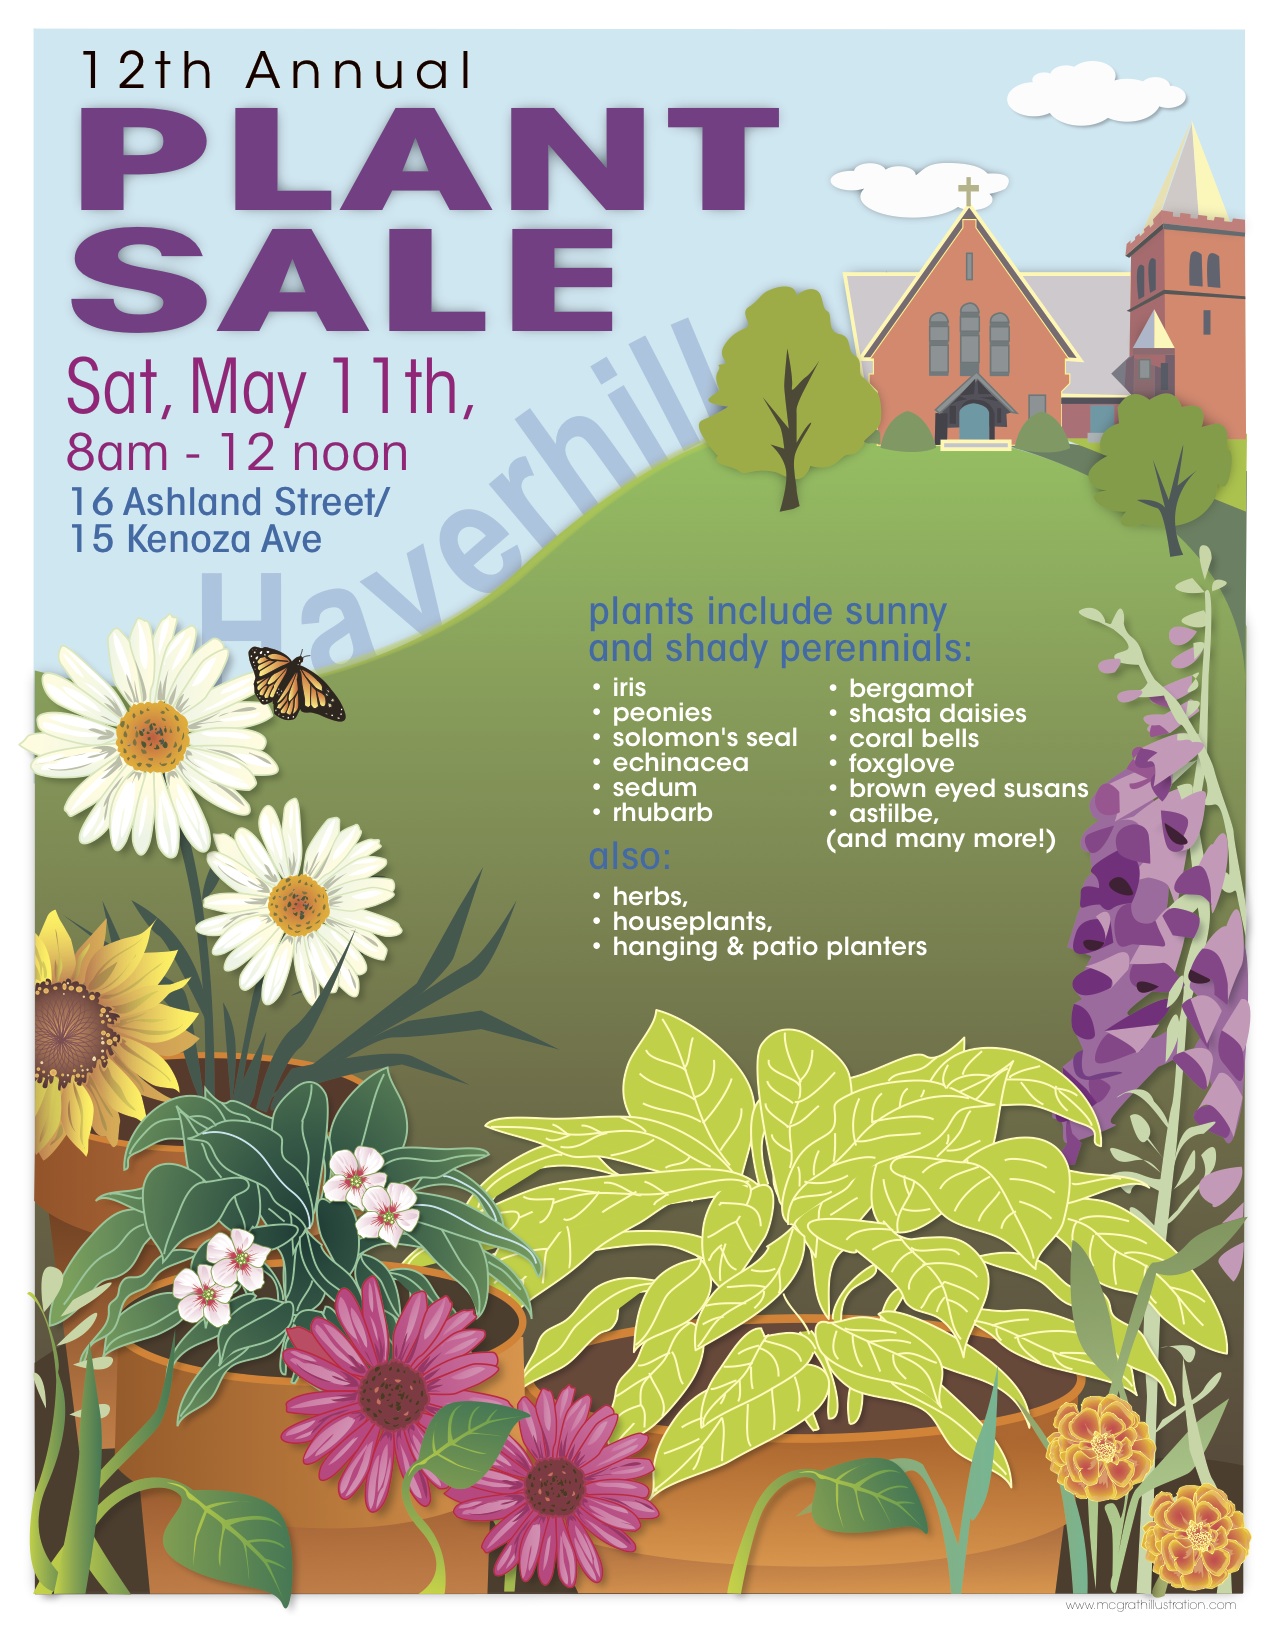 12th Annual
PLANT
SALE
Sat, May 11th,
8am - 12 noon
16 Ashland Street/
15 Kenoza Ave
Haverhill
plants include sunny
and shady perennials:
• iris
• peonies
• solomon's seal
• echinacea
• sedum
• rhubarb
• bergamot
• shasta daisies
• coral bells
• foxglove
• brown eyed susans
• astilbe,
(and many more!)
also:
• herbs,
• houseplants,
• hanging & patio planters
www.mcgrathillustration.com